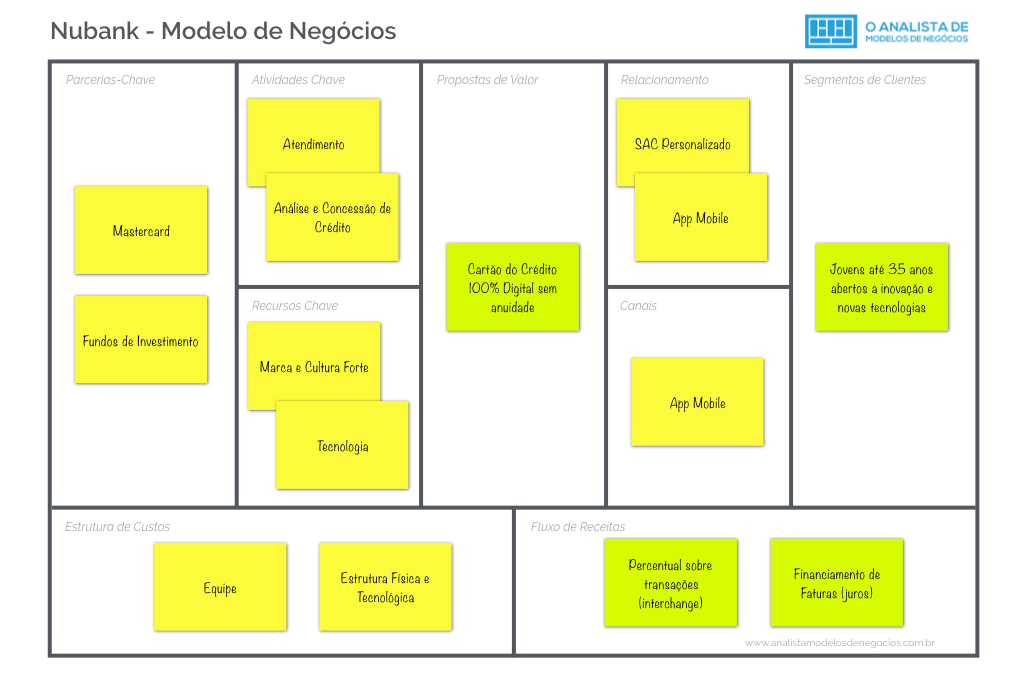 Nubank - Modelo de Negócios
O ANALISTA DE
MODELOS DE NEGÓCIOS
Parcerias-Chave
Mastercard
Fundos de Investimento
Atividades Chave
Atendimento
Análise e Concessão de
Crédito
Recursos Chave
Marca e Cultura Forte
Tecnologia
Propostas de Valor
Cartão do Crédito
100% Digital sem
anuidade
Relacionamento
SAC Personalizado
App Mobile
Canais
App Mobile
Segmentos de Clientes
Jovens até 35 anos
abertos a inovação e
novas tecnologias
Estrutura de Custos
Equipe
Estrutura Física e
Tecnológica
Fluxo de Receitas
Percentual sobre
transações
(interchange)
Financiamento de
Faturas (juros)
www.analistamodelosdenegocios.com.br